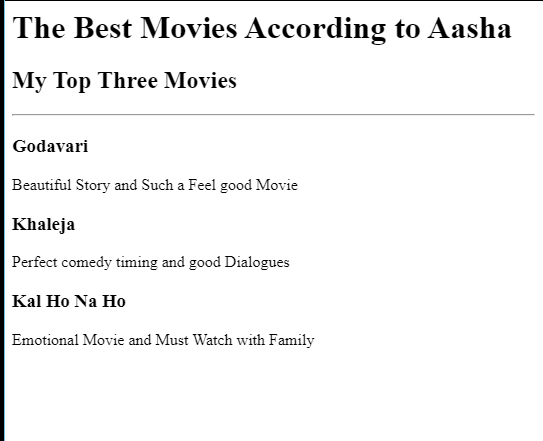 The Best Movies According to Aasha
My Top Three Movies
Godavari
Beautiful Story and Such a Feel good Movie
Khaleja
Perfect comedy timing and good Dialogues
Kal Ho Na Ho
Emotional Movie and Must Watch with Family